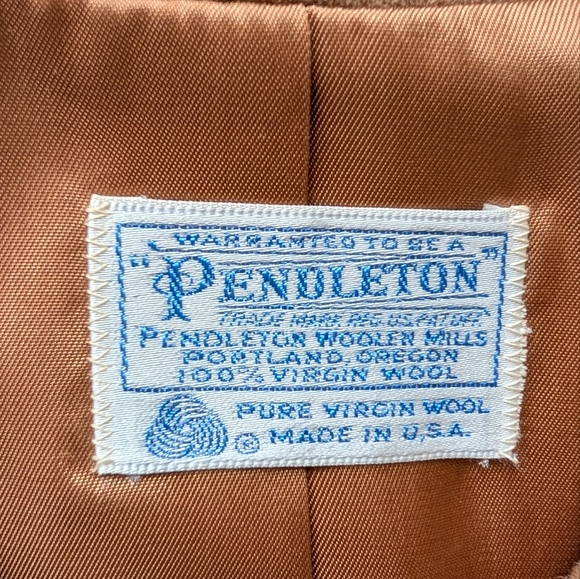 WARRANTED TO BE A
"PENDLETON"
TRADE MARK REG. U.S. PAT. OFF.
PENDLETON WOOLEN MILLS
PORTLAND, OREGON
100% VIRGIN WOOL
PURE VIRGIN WOOL
® MADE IN U.S.A.